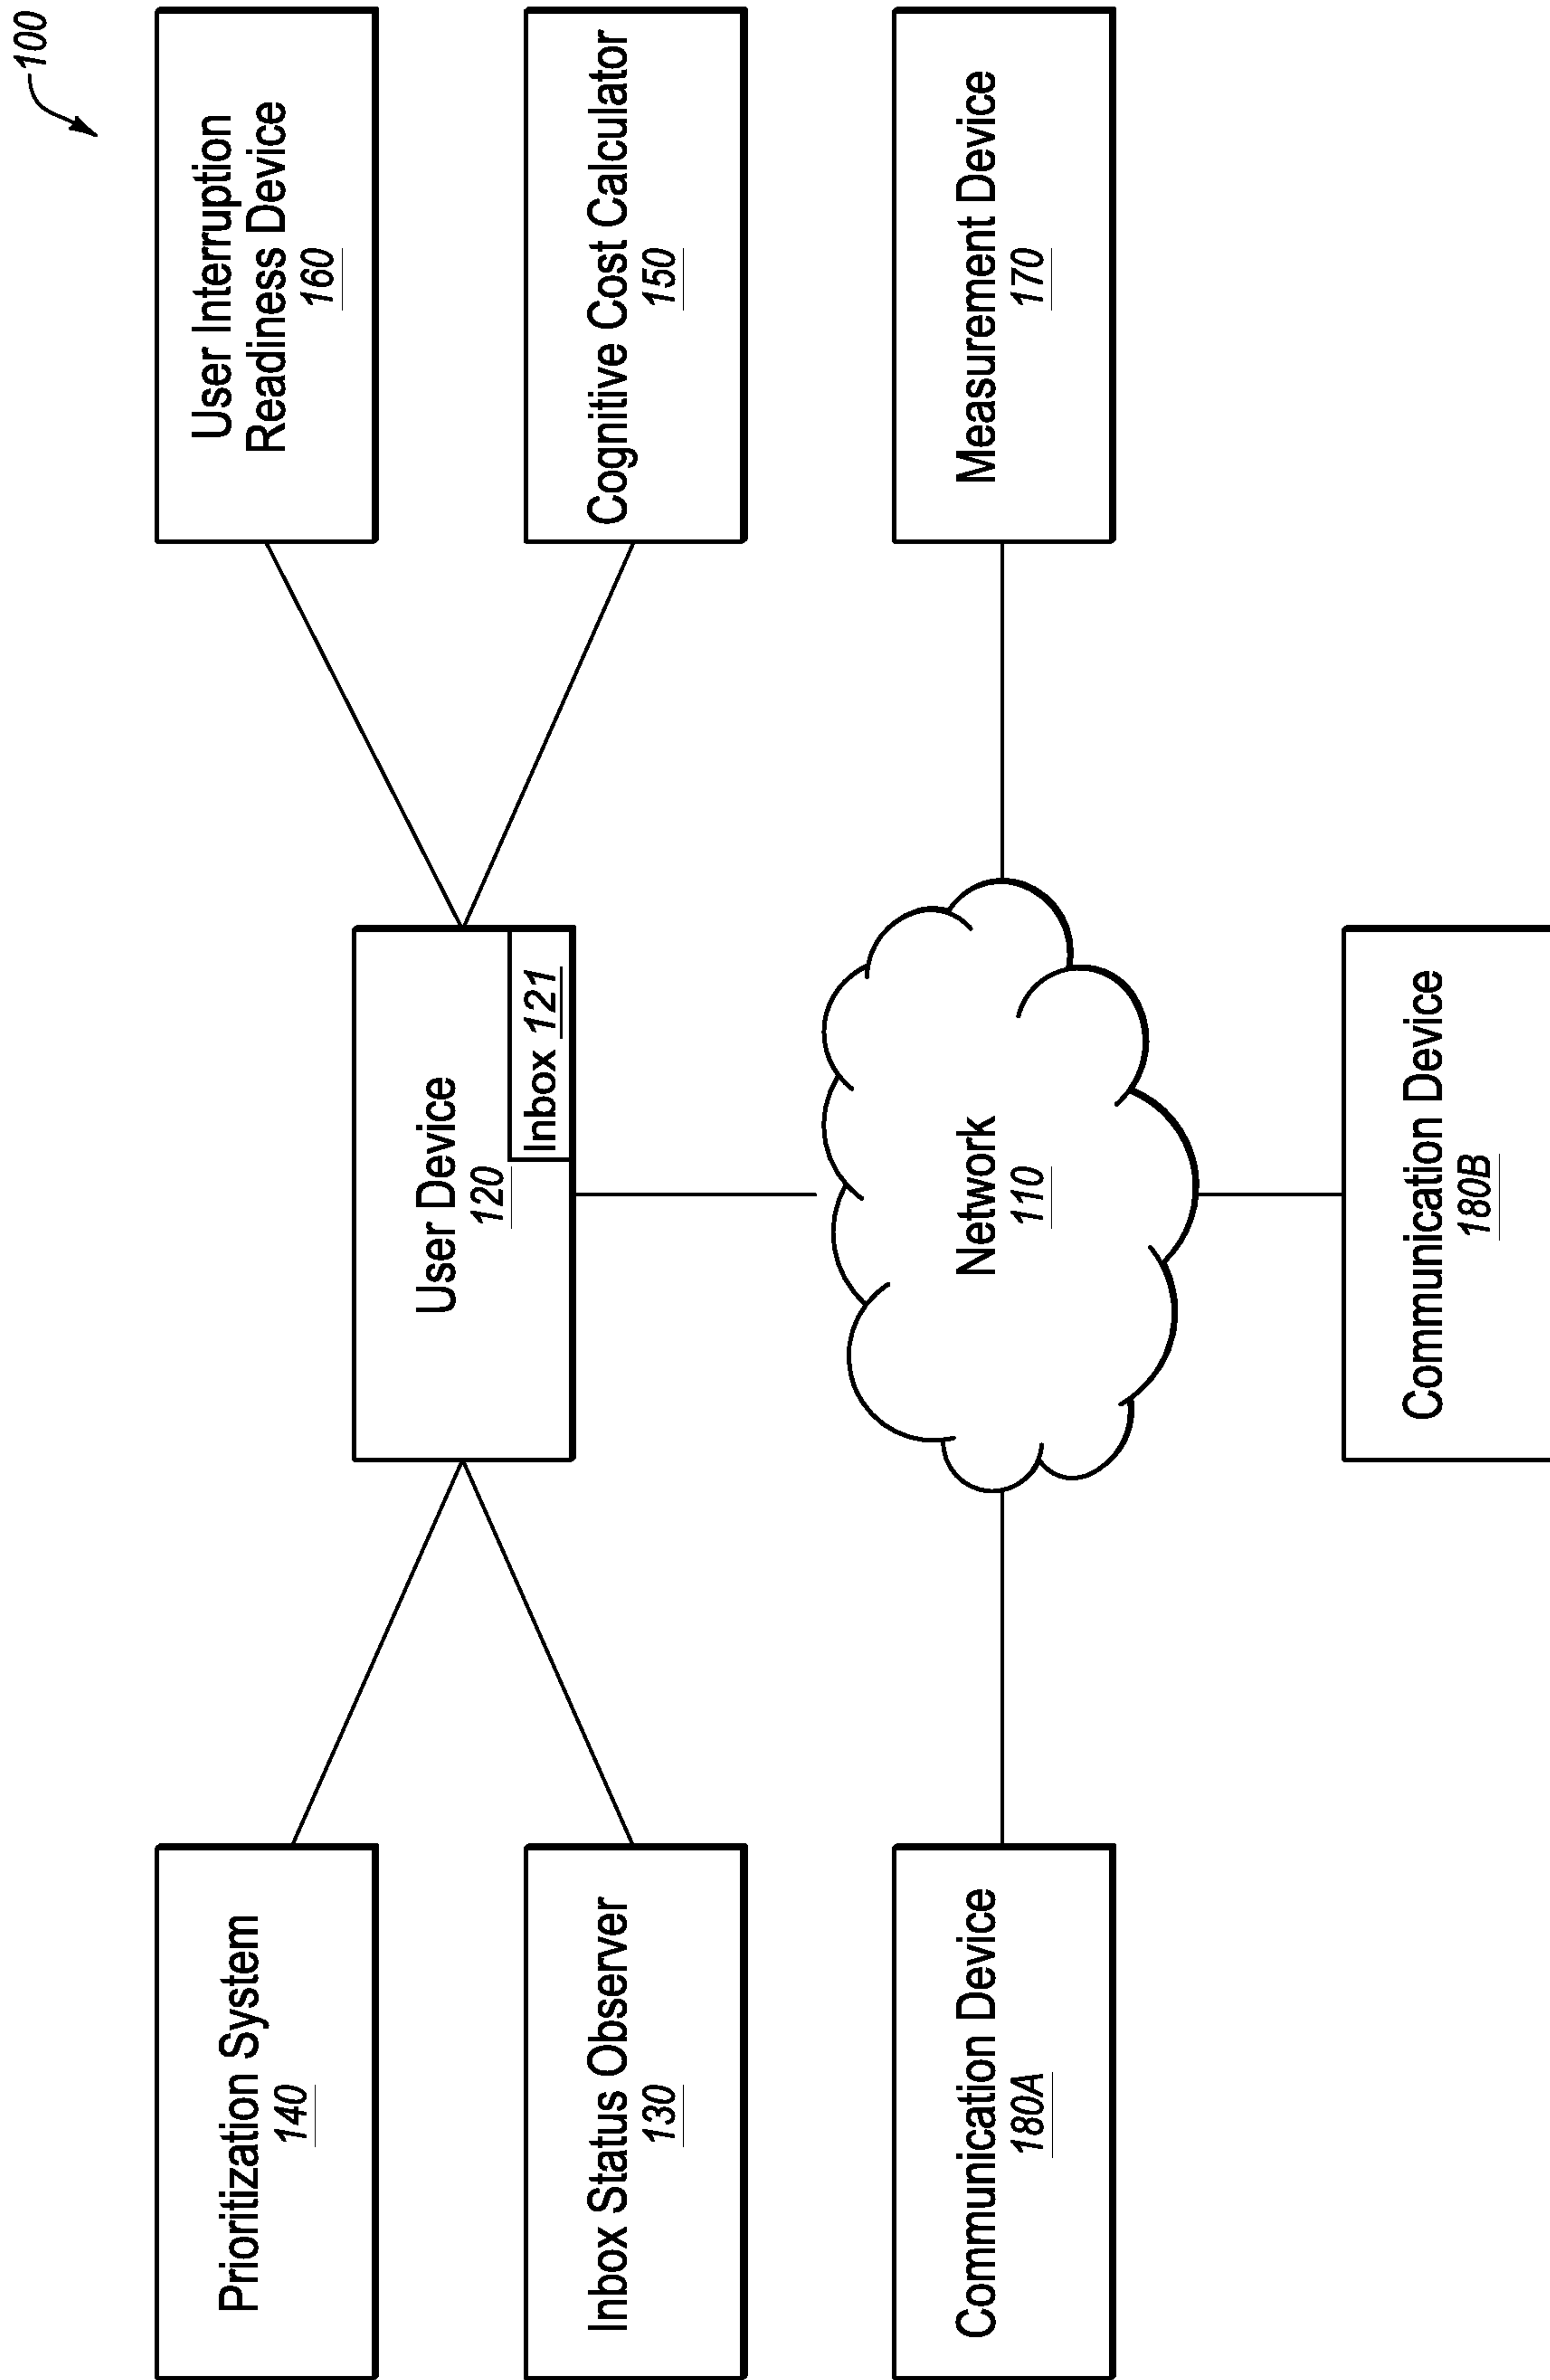 100
Prioritization System
140
User Device
120
Inbox 121
User Interruption
Readiness Device
160
Inbox Status Observer
130
Cognitive Cost Calculator
150
Communication Device
180A
Network
110
Measurement Device
170
Communication Device
180B